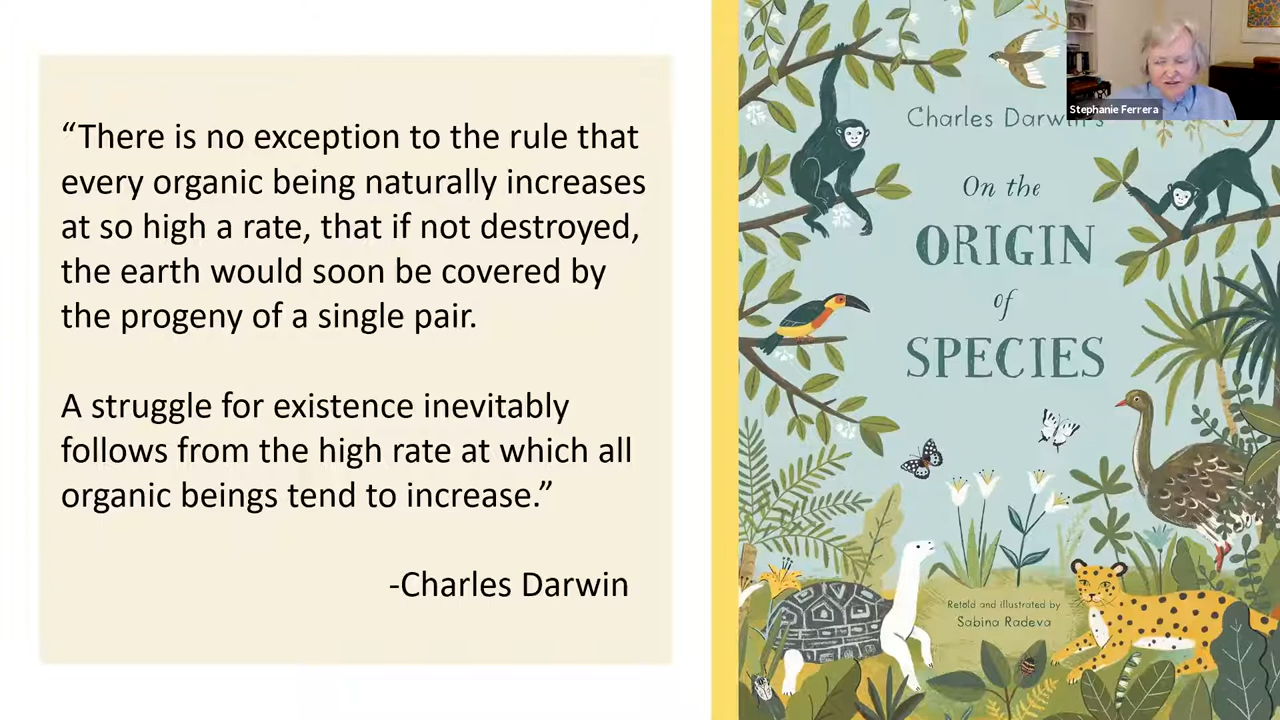 “There is no exception to the rule that
every organic being naturally increases
at so high a rate, that if not destroyed,
the earth would soon be covered by
the progeny of a single pair.
A struggle for existence inevitably
follows from the high rate at which all
organic beings tend to increase.”
-Charles Darwin
Charles Darwin's
On the
ORIGIN
of
SPECIES
Retold and illustrated by
Sabina Radeva
Stephanie Ferrera